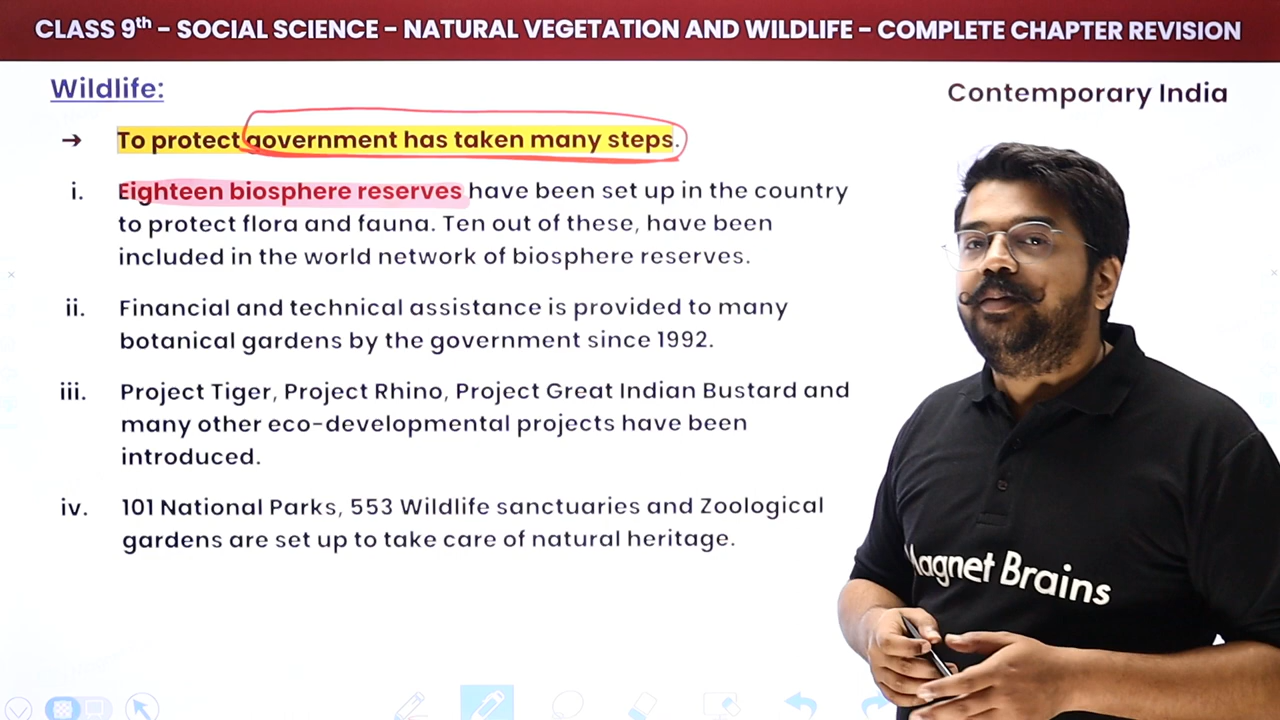 CLASS 9th – SOCIAL SCIENCE – NATURAL VEGETATION AND WILDLIFE – COMPLETE CHAPTER REVISION
Wildlife:
Contemporary India
→ To protect government has taken many steps.
i. Eighteen biosphere reserves have been set up in the country
to protect flora and fauna. Ten out of these, have been
included in the world network of biosphere reserves.
ii. Financial and technical assistance is provided to many
botanical gardens by the government since 1992.
iii. Project Tiger, Project Rhino, Project Great Indian Bustard and
many other eco-developmental projects have been
introduced.
iv. 101 National Parks, 553 Wildlife sanctuaries and Zoological
gardens are set up to take care of natural heritage.
Magnet Brains